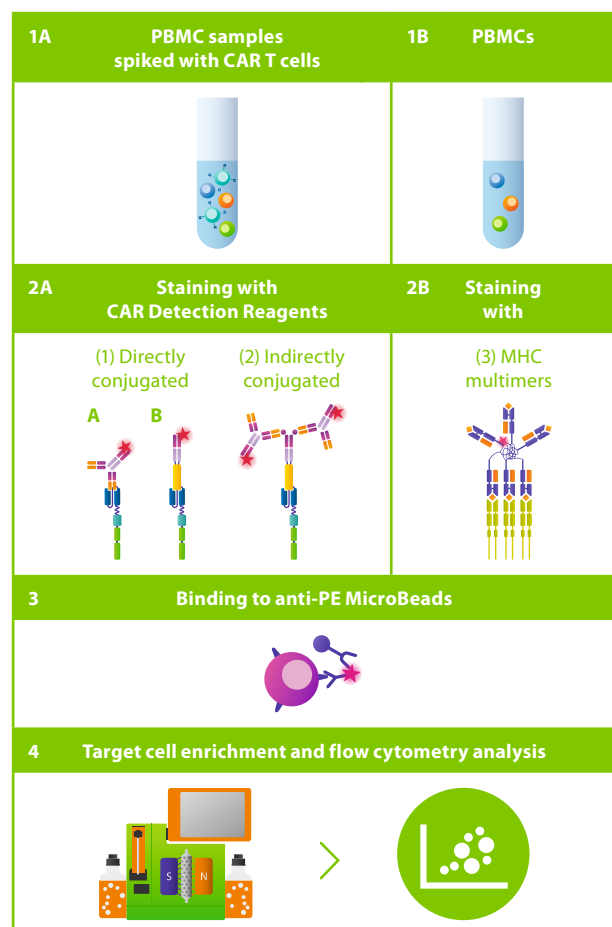 1A PBMC samples
spiked with CAR T cells
1B PBMCs
2A Staining with
CAR Detection Reagents
2B Staining
with
(1) Directly
conjugated
(2) Indirectly
conjugated
(3) MHC
multimers
A B
3 Binding to anti-PE MicroBeads
4 Target cell enrichment and flow cytometry analysis
S N